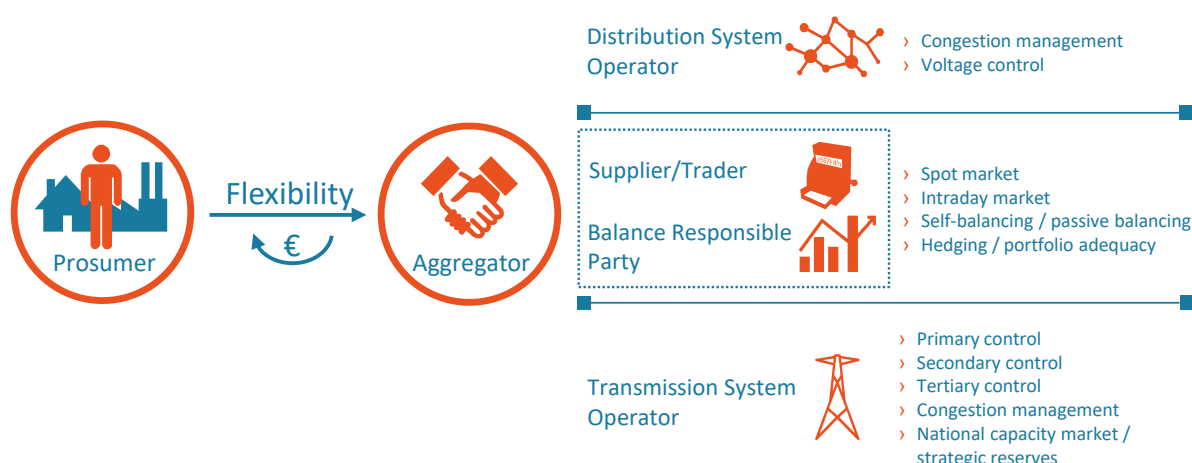 Prosumer
Flexibility
€
Aggregator
Distribution System
Operator
› Congestion management
› Voltage control
Supplier/Trader
Balance Responsible
Party
› Spot market
› Intraday market
› Self-balancing / passive balancing
› Hedging / portfolio adequacy
Transmission System
Operator
› Primary control
› Secondary control
› Tertiary control
› Congestion management
› National capacity market /
strategic reserves